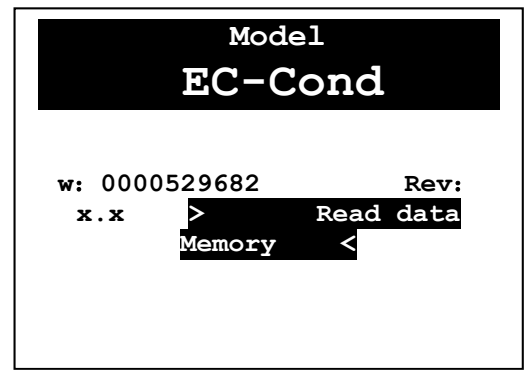 Model
EC-Cond
w: 0000529682 Rev:
x.x > Read data
Memory <